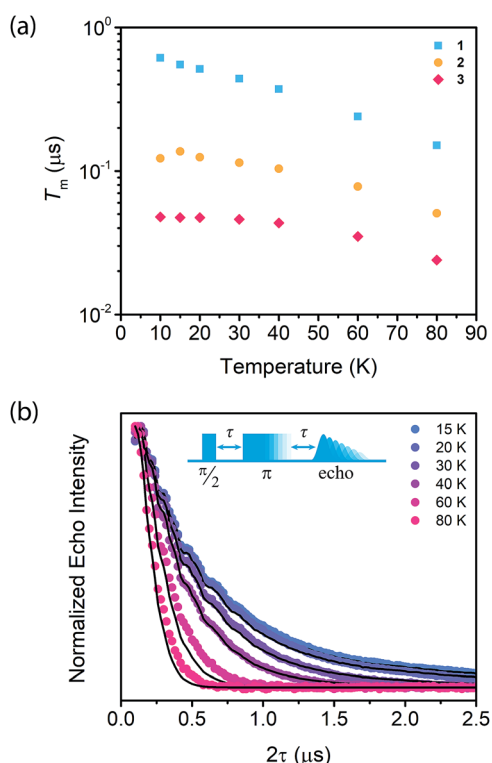 (a)
10⁰
10⁻¹
10⁻²
Tₘ (μs)
1
2
3
0 10 20 30 40 50 60 70 80 90
Temperature (K)
(b)
Normalized Echo Intensity
τ τ
π/2 π echo
15 K
20 K
30 K
40 K
60 K
80 K
0.0 0.5 1.0 1.5 2.0 2.5
2τ (μs)